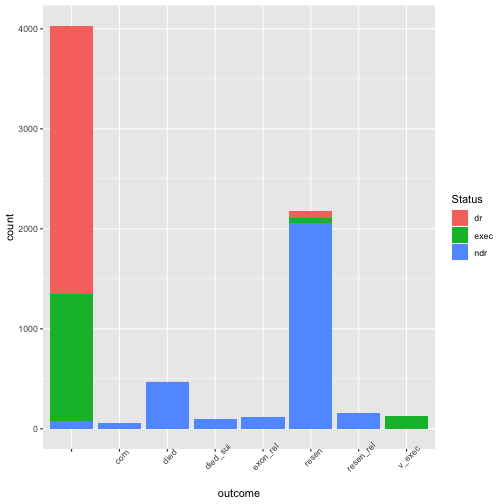 4000
3000
2000
1000
0
count
com
died
died_sui
exon_rel
resen
resen_rel
v_exec
outcome
Status
dr
exec
ndr